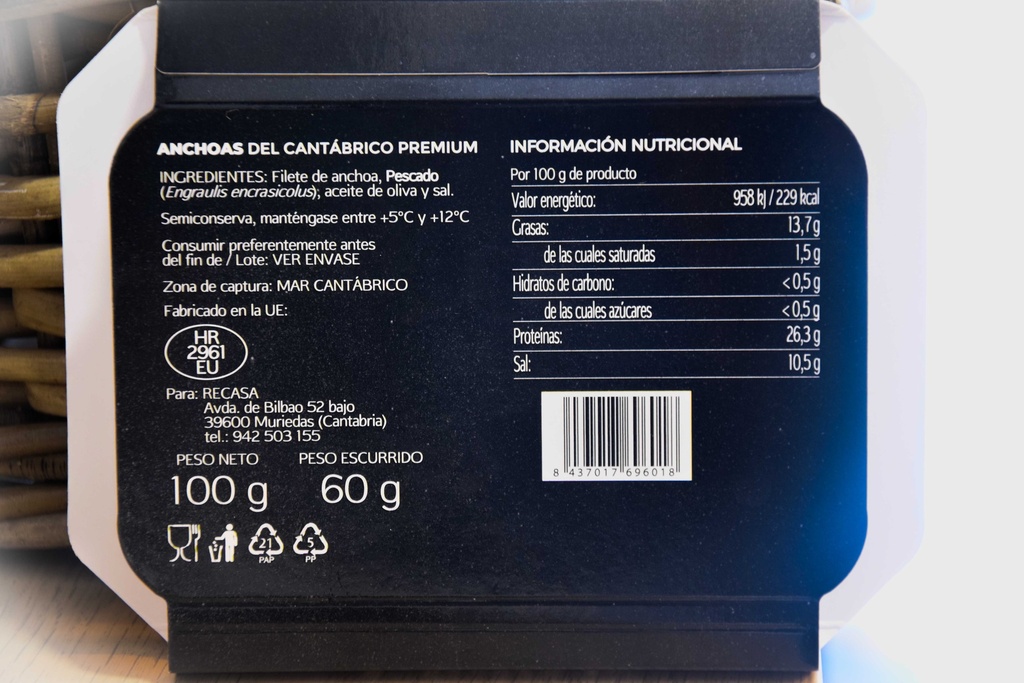 ANCHOAS DEL CANTÁBRICO PREMIUM
INGREDIENTES: Filete de anchoa, Pescado
(Engraulis encrasicolus), aceite de oliva y sal.
Semiconserva, manténgase entre +5°C y +12°C
Consumir preferentemente antes
del fin de / Lote: VER ENVASE
Zona de captura: MAR CANTÁBRICO
Fabricado en la UE:
HR
2961
EU
Para: RECASA
Avda. de Bilbao 52 bajo
39600 Muriedas (Cantabria)
tel.: 942 503 155
PESO NETO PESO ESCURRIDO
100 g 60 g
21 5
PAP PP
INFORMACIÓN NUTRICIONAL
Por 100 g de producto
Valor energético: 958 kj / 229 kcal
Grasas: 13,7 g
de las cuales saturadas 1,5 g
Hidratos de carbono: <0,5 g
de las cuales azúcares <0,5 g
Proteínas: 26,3 g
Sal: 10,5 g
8 437017 696018